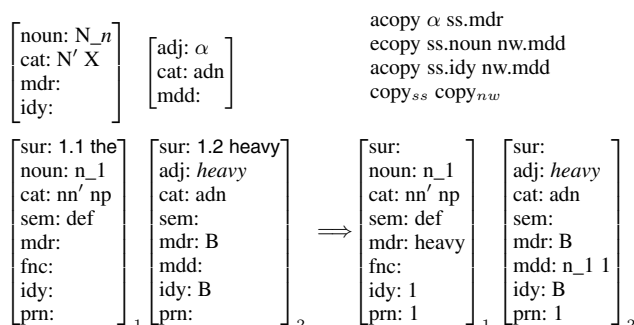 noun: N_n
cat: N′ X
mdr:
idy:
adj: α
cat: adn
mdd:
acopy α ss.mdr
ecopy ss.noun nw.mdd
acopy ss.idy nw.mdd
copy_ss copy_nw
sur: 1.1 the
noun: n_1
cat: nn′ np
sem: def
mdr:
fnc:
idy:
prn:
1
sur: 1.2 heavy
adj: heavy
cat: adn
sem:
mdr: B
mdd:
idy: B
prn:
2
⟹
sur:
noun: n_1
cat: nn′ np
sem: def
mdr: heavy
fnc:
idy: 1
prn: 1
1
sur:
adj: heavy
cat: adn
sem:
mdr: B
mdd: n_1 1
idy: B
prn: 1
2